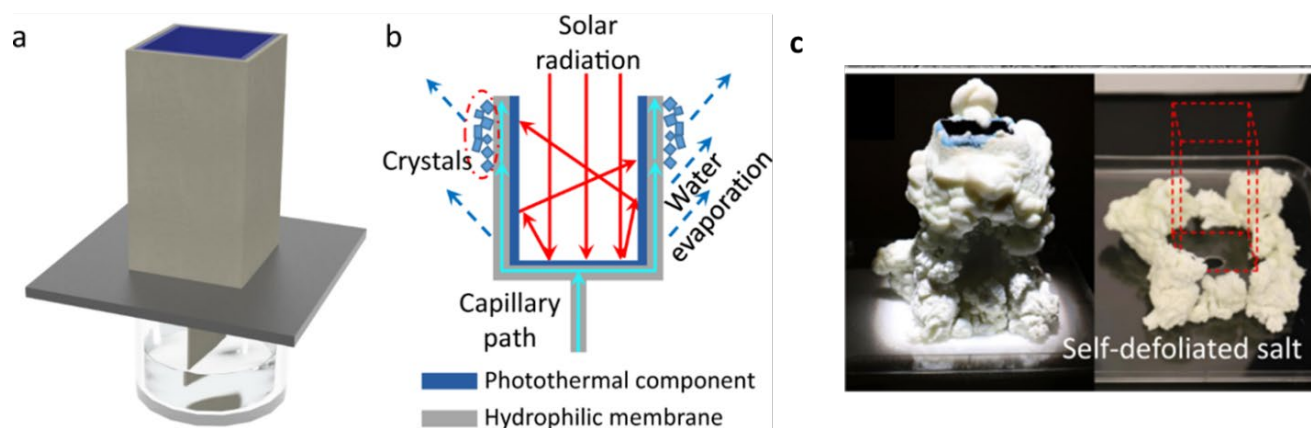 a
b
c
Solar
radiation
Crystals
Water
evaporation
Capillary
path
Photothermal component
Hydrophilic membrane
Self-defoliated salt